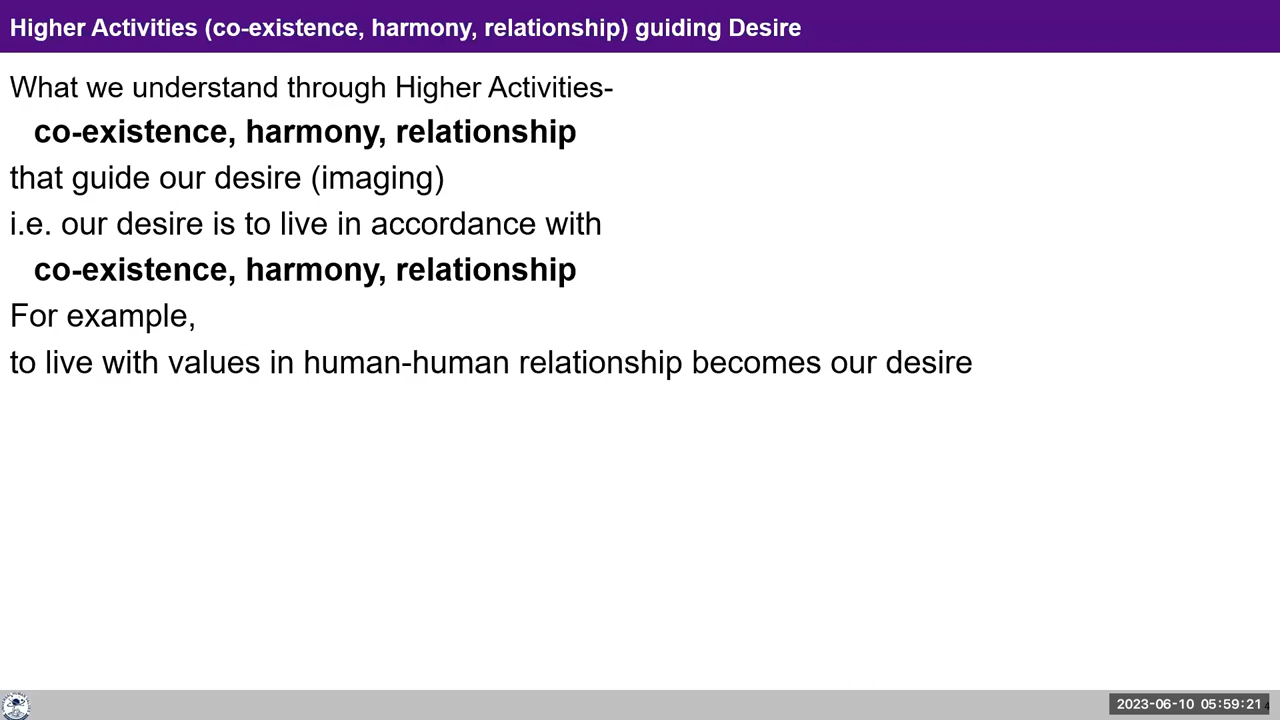 Higher Activities (co-existence, harmony, relationship) guiding Desire
What we understand through Higher Activities-
co-existence, harmony, relationship
that guide our desire (imaging)
i.e. our desire is to live in accordance with
co-existence, harmony, relationship
For example,
to live with values in human-human relationship becomes our desire
2023-06-10 05:59:21
4